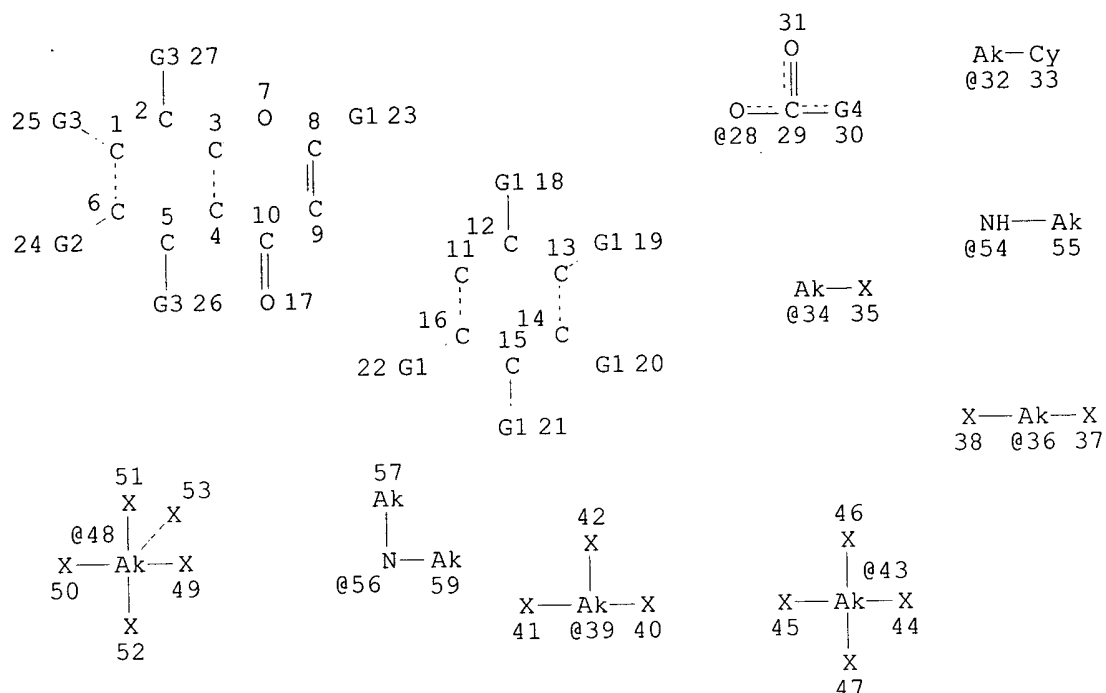 31
G3 27
O
Ak Cy
@32 33
7
25 G3
1
2 C
3
O
8
G1 23
O C G4
@28 29 30
C
C
C
G1 18
6
C
5
C
10
C
12
NH Ak
C
4
C
9
11
C
13
G1 19
@54 55
24 G2
C
C
Ak X
G3 26
O 17
16
14
@34 35
C
15
C
22 G1
C
G1 20
X Ak X
G1 21
38 @36 37
51
57
53
X
X
Ak
42
46
@48
X
X
X Ak X
N Ak
@43
50 49
@56 59
X Ak X
X Ak X
X
41 @39 40
45 44
52
X
47